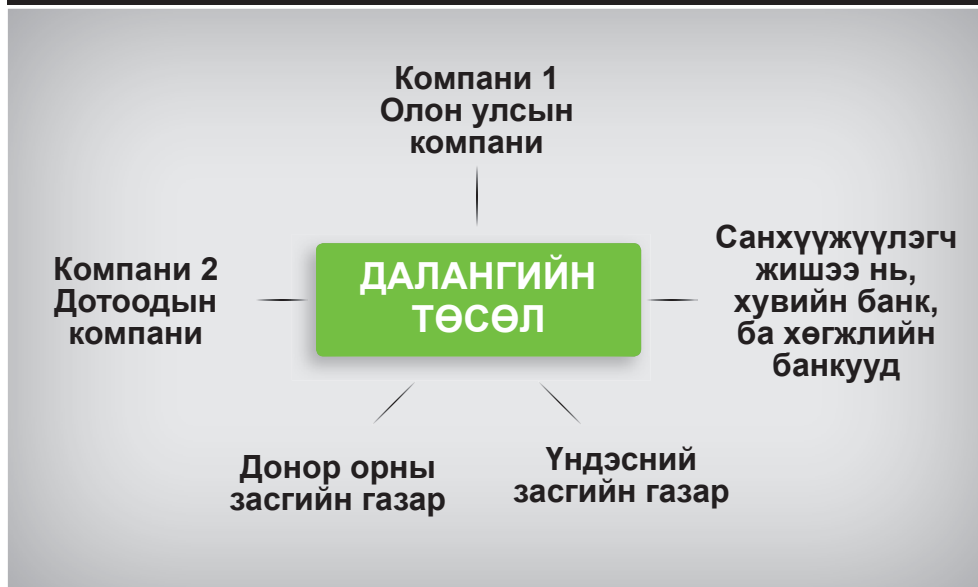 Компани 1
Олон улсын
компани
Компани 2
Дотоодын
компани
ДАЛАНГИЙН
ТӨСӨЛ
Санхүүжүүлэгч
жишээ нь,
хувийн банк,
ба хөгжлийн
банкууд
Донор орны
засгийн газар
Үндэсний
засгийн газар